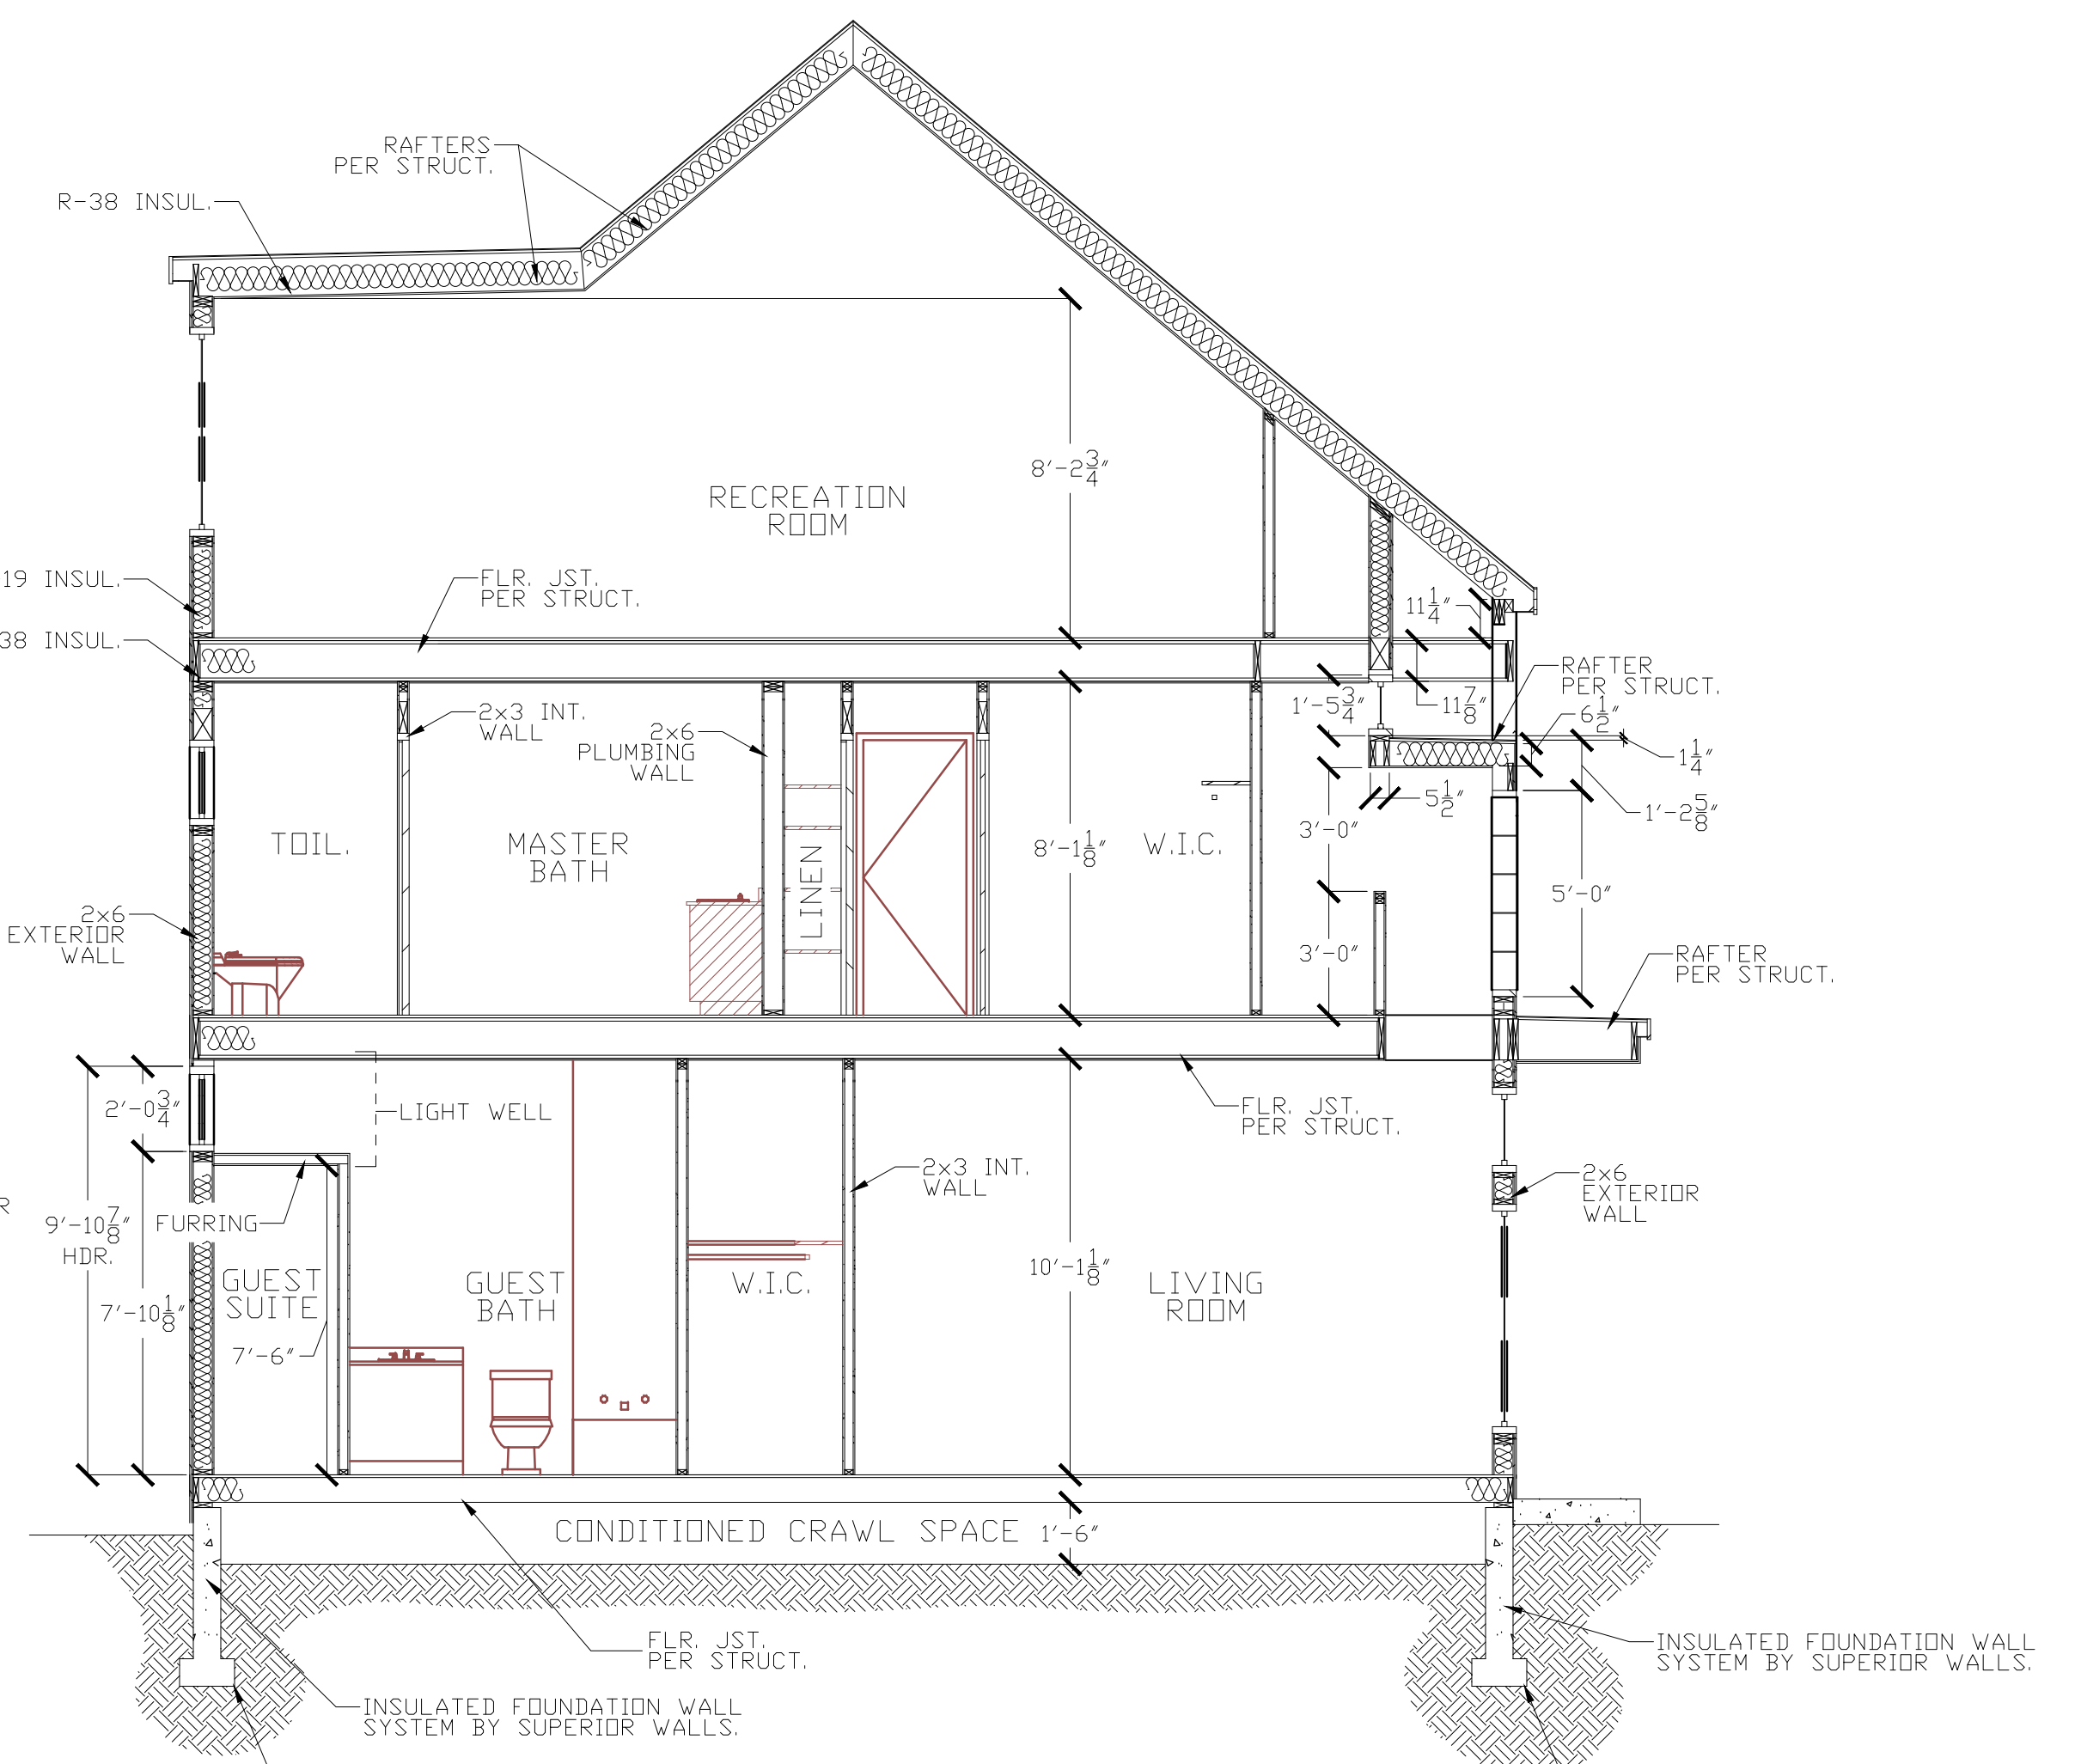 RAFTERS
PER STRUCT.
R-38 INSUL.
RECREATION
ROOM
8'-2 3/4"
19 INSUL.
FLR. JST.
PER STRUCT.
38 INSUL.
11 1/4"
RAFTER
PER STRUCT.
2x3 INT.
WALL
2x6
PLUMBING
WALL
1'-5 3/4"
11 7/8"
6 1/2"
1 1/4"
5 1/2"
1'-2 5/8"
TOIL.
MASTER
BATH
LINEN
8'-1 1/8"
W.I.C.
3'-0"
5'-0"
2x6
EXTERIOR
WALL
3'-0"
RAFTER
PER STRUCT.
2'-0 3/4"
LIGHT WELL
FLR. JST.
PER STRUCT.
2x3 INT.
WALL
2x6
EXTERIOR
WALL
R
9'-10 7/8"
HDR.
FURRING
7'-10 1/8"
GUEST
SUITE
7'-6"
GUEST
BATH
W.I.C.
10'-1 1/8"
LIVING
ROOM
CONDITIONED CRAWL SPACE
1'-6"
FLR. JST.
PER STRUCT.
INSULATED FOUNDATION WALL
SYSTEM BY SUPERIOR WALLS.
INSULATED FOUNDATION WALL
SYSTEM BY SUPERIOR WALLS.